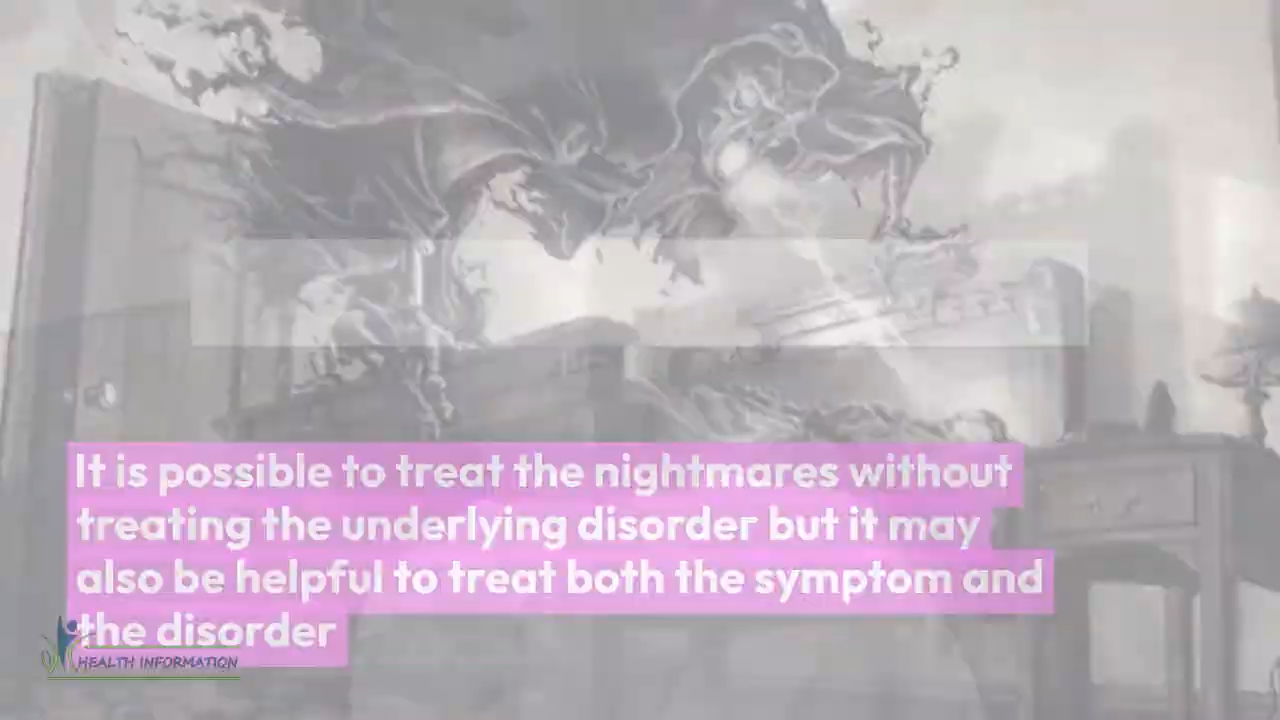 It is possible to treat the nightmares without
treating the underlying disorder but it may
also be helpful to treat both the symptom and
the disorder
HEALTH INFORMATION